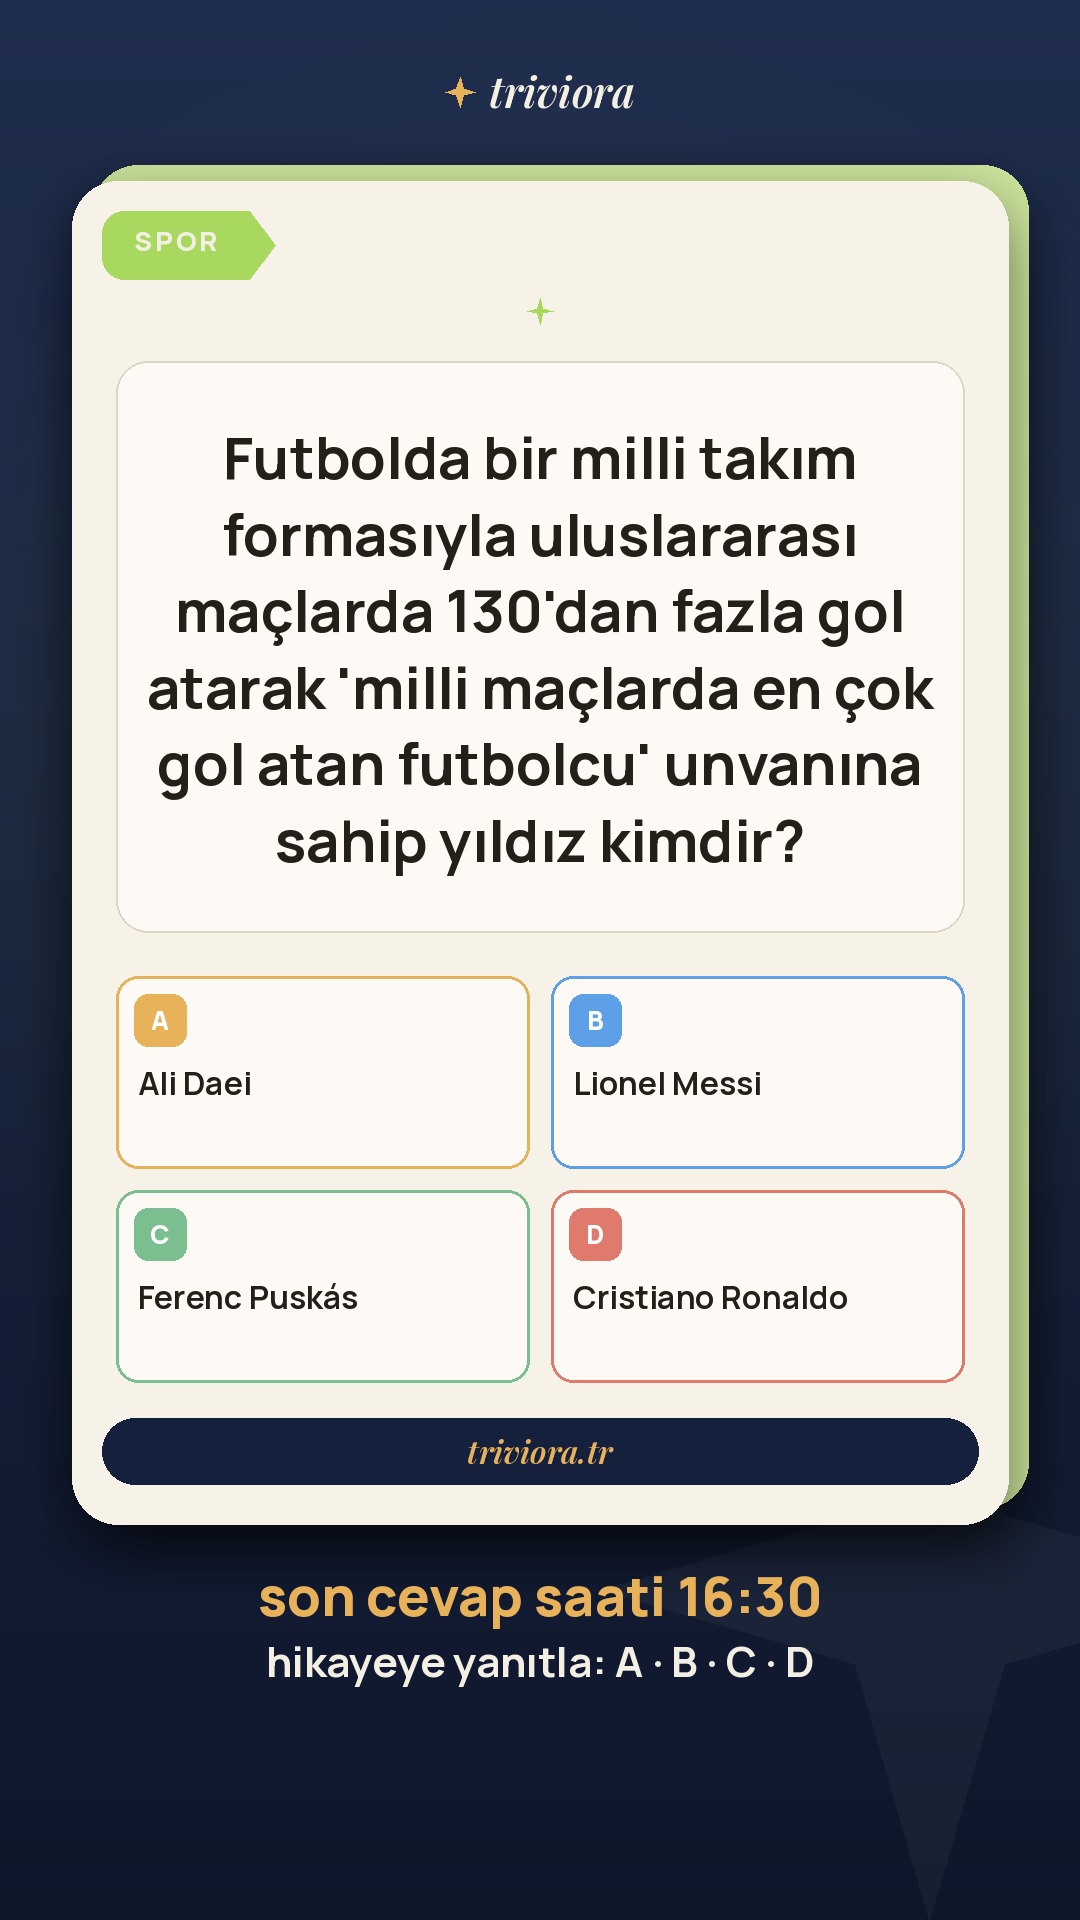 triviora
SPOR
Futbolda bir milli takım
formasıyla uluslararası
maçlarda 130'dan fazla gol
atarak 'milli maçlarda en çok
gol atan futbolcu' unvanına
sahip yıldız kimdir?
A
Ali Daei
B
Lionel Messi
C
Ferenc Puskás
D
Cristiano Ronaldo
triviora.tr
son cevap saati 16:30
hikayeye yanıtla: A · B · C · D